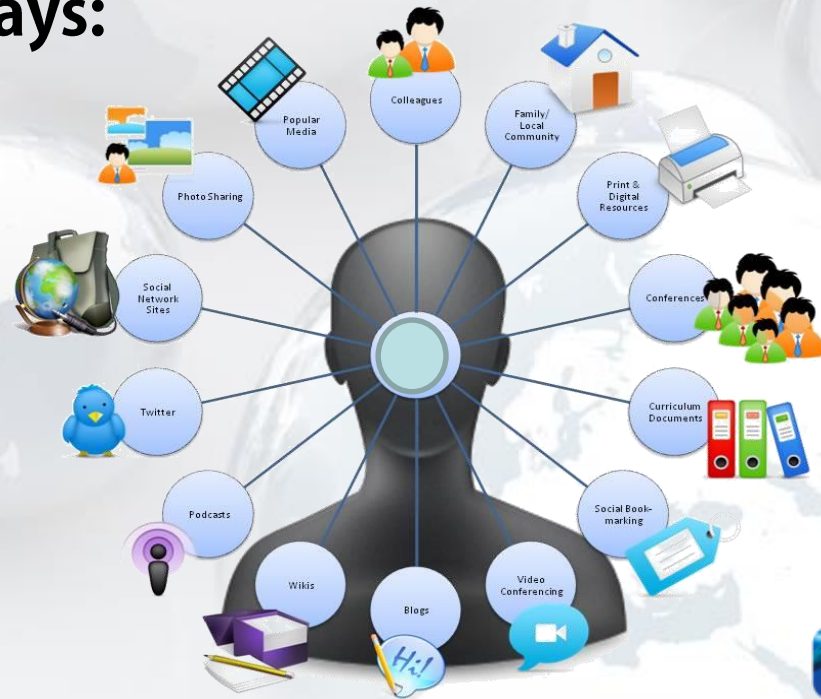 ays:
Colleagues
Popular
Media
Family/
Local
Community
Photo Sharing
Print &
Digital
Resources
Social
Network
Sites
Conferences
Twitter
Curriculum
Documents
Podcasts
Social Book-
marking
Wikis
Video
Conferencing
Blogs
Hi!